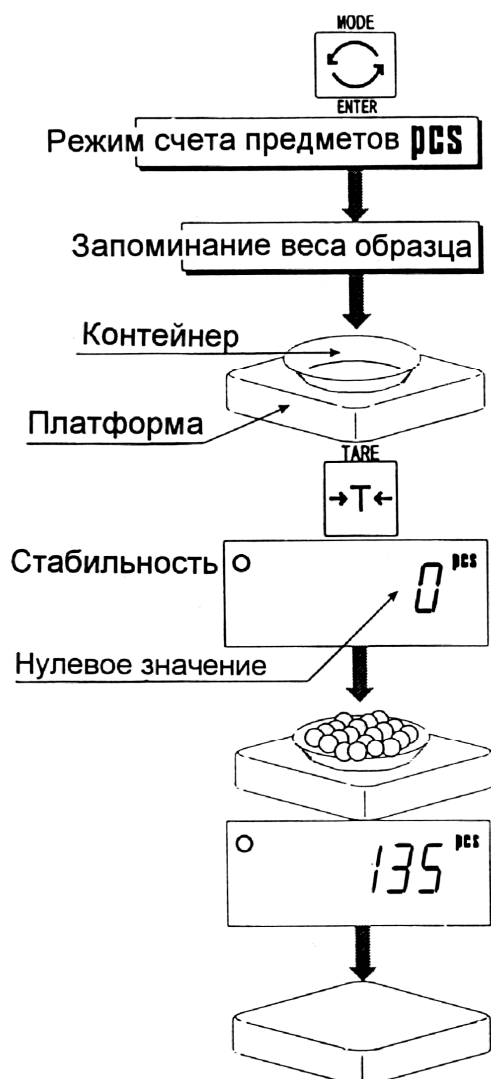 MODE
ENTER
Режим счета предметов pcs
Запоминание веса образца
Контейнер
Платформа
TARE
→T←
Стабильность
0 pcs
Нулевое значение
135 pcs